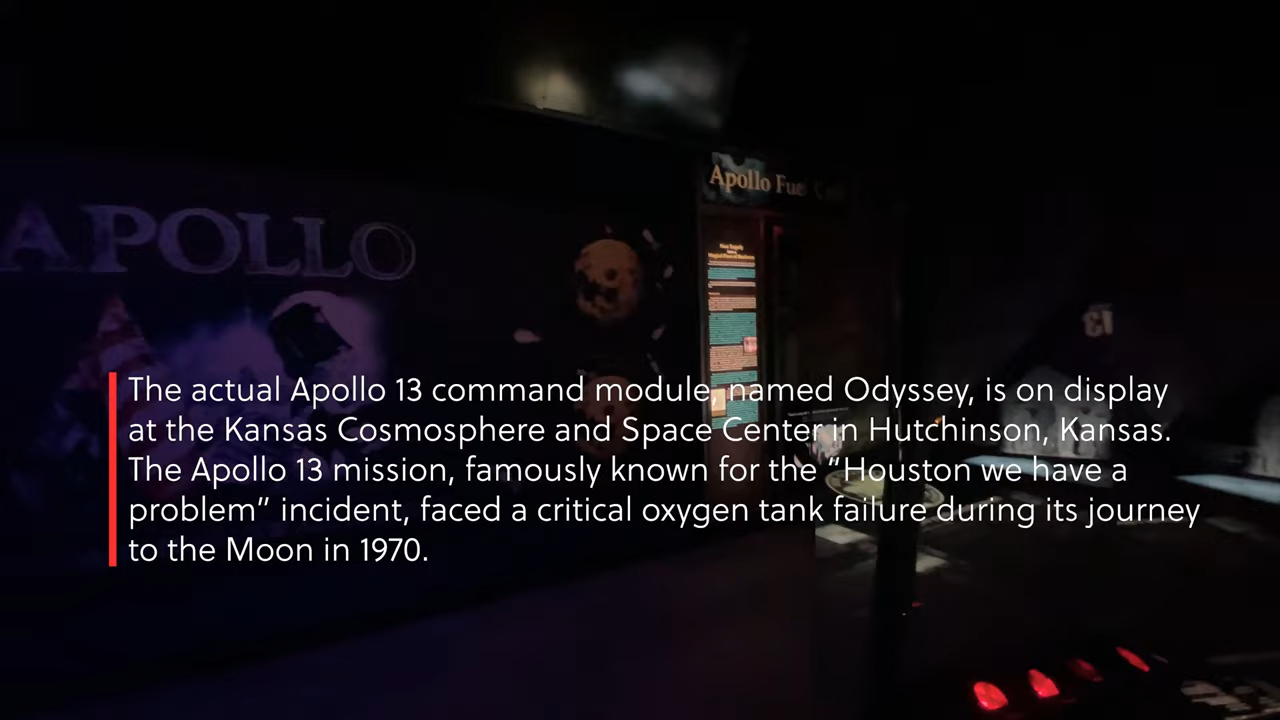 APOLLO
Apollo Fuel
The actual Apollo 13 command module, named Odyssey, is on display
at the Kansas Cosmosphere and Space Center in Hutchinson, Kansas.
The Apollo 13 mission, famously known for the “Houston we have a
problem” incident, faced a critical oxygen tank failure during its journey
to the Moon in 1970.